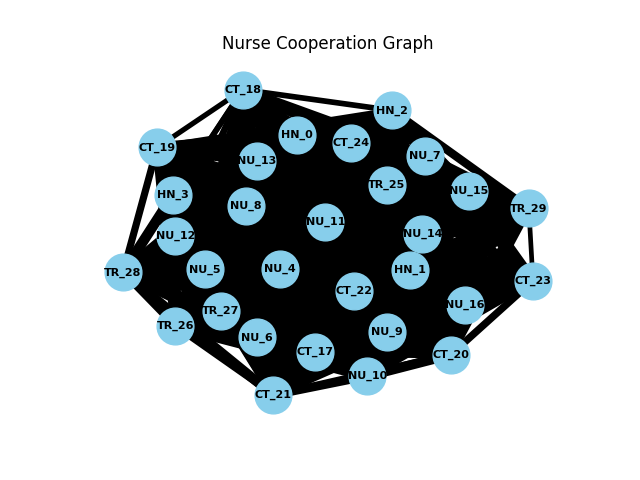 Nurse Cooperation Graph
CT_18
HN_2
HN_0
CT_24
CT_19
NU_7
NU_13
TR_25
NU_15
HN_3
NU_8
TR_29
NU_11
NU_14
NU_12
NU_5
NU_4
HN_1
TR_28
CT_23
CT_22
NU_16
TR_27
TR_26
NU_9
NU_6
CT_17
CT_20
NU_10
CT_21